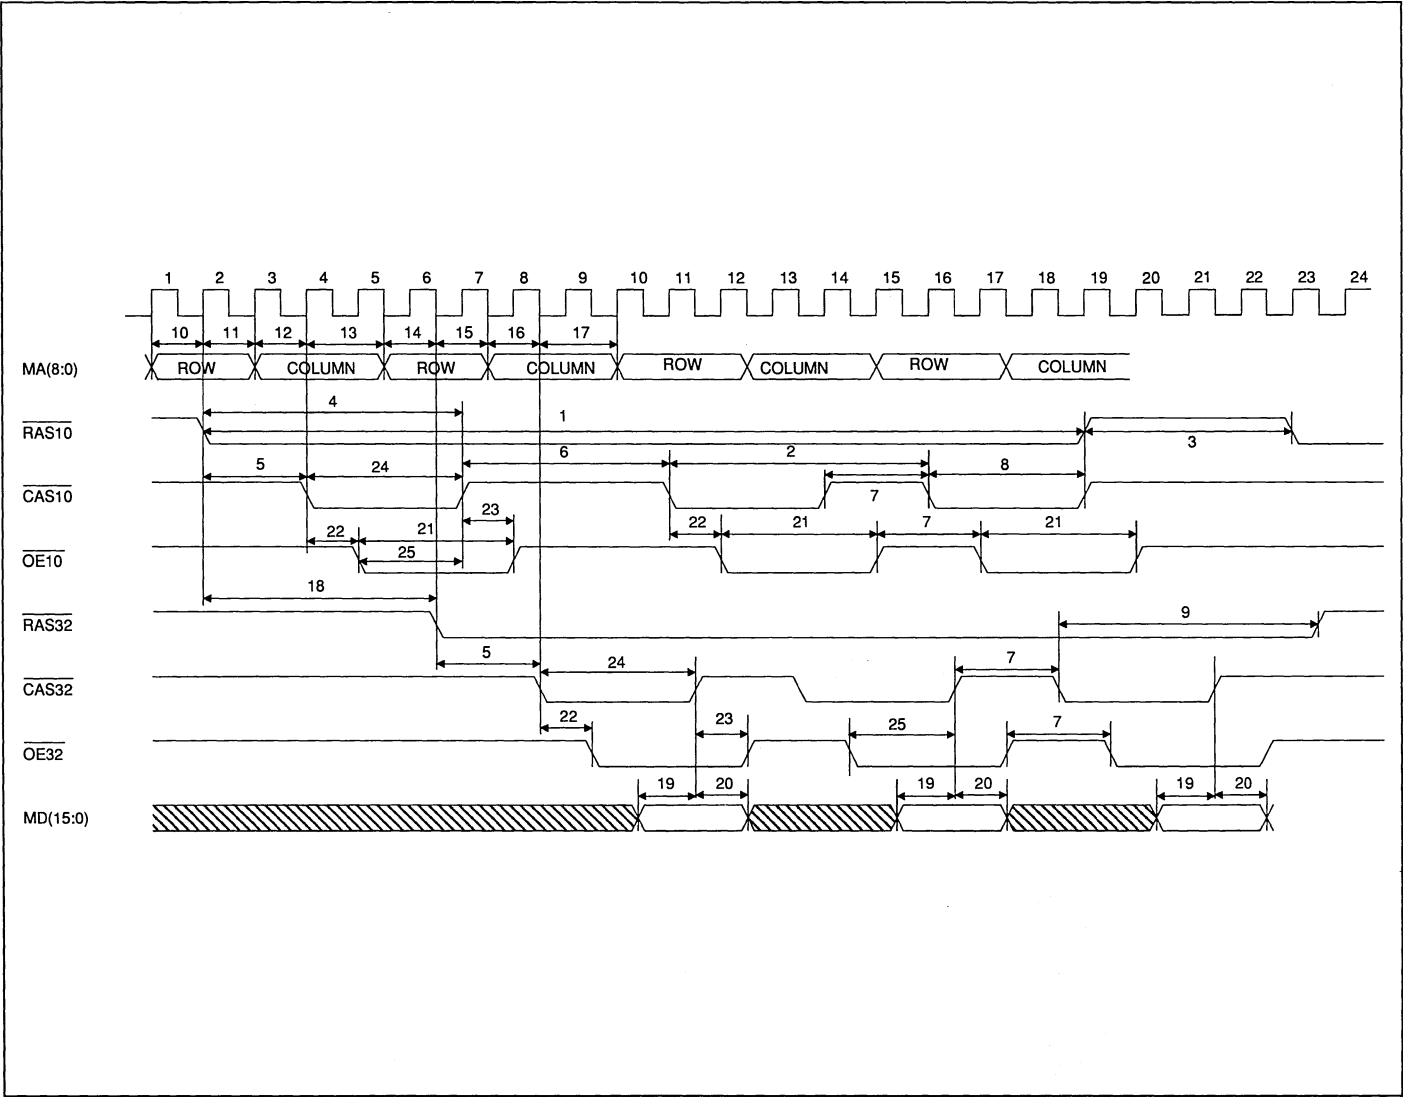 1 2 3 4 5 6 7 8 9 10 11 12 13 14 15 16 17 18 19 20 21 22 23 24
10 11 12 13 14 15 16 17
MA(8:0) ROW COLUMN ROW COLUMN ROW COLUMN ROW COLUMN
4 1
RAS10 3
5 24 6 2 8
CAS10 7
23
22 21 22 21 7 21
OE10 25
18
RAS32 9
5 24 7
CAS32
22 23 25 7
OE32
19 20 19 20 19 20
MD(15:0)